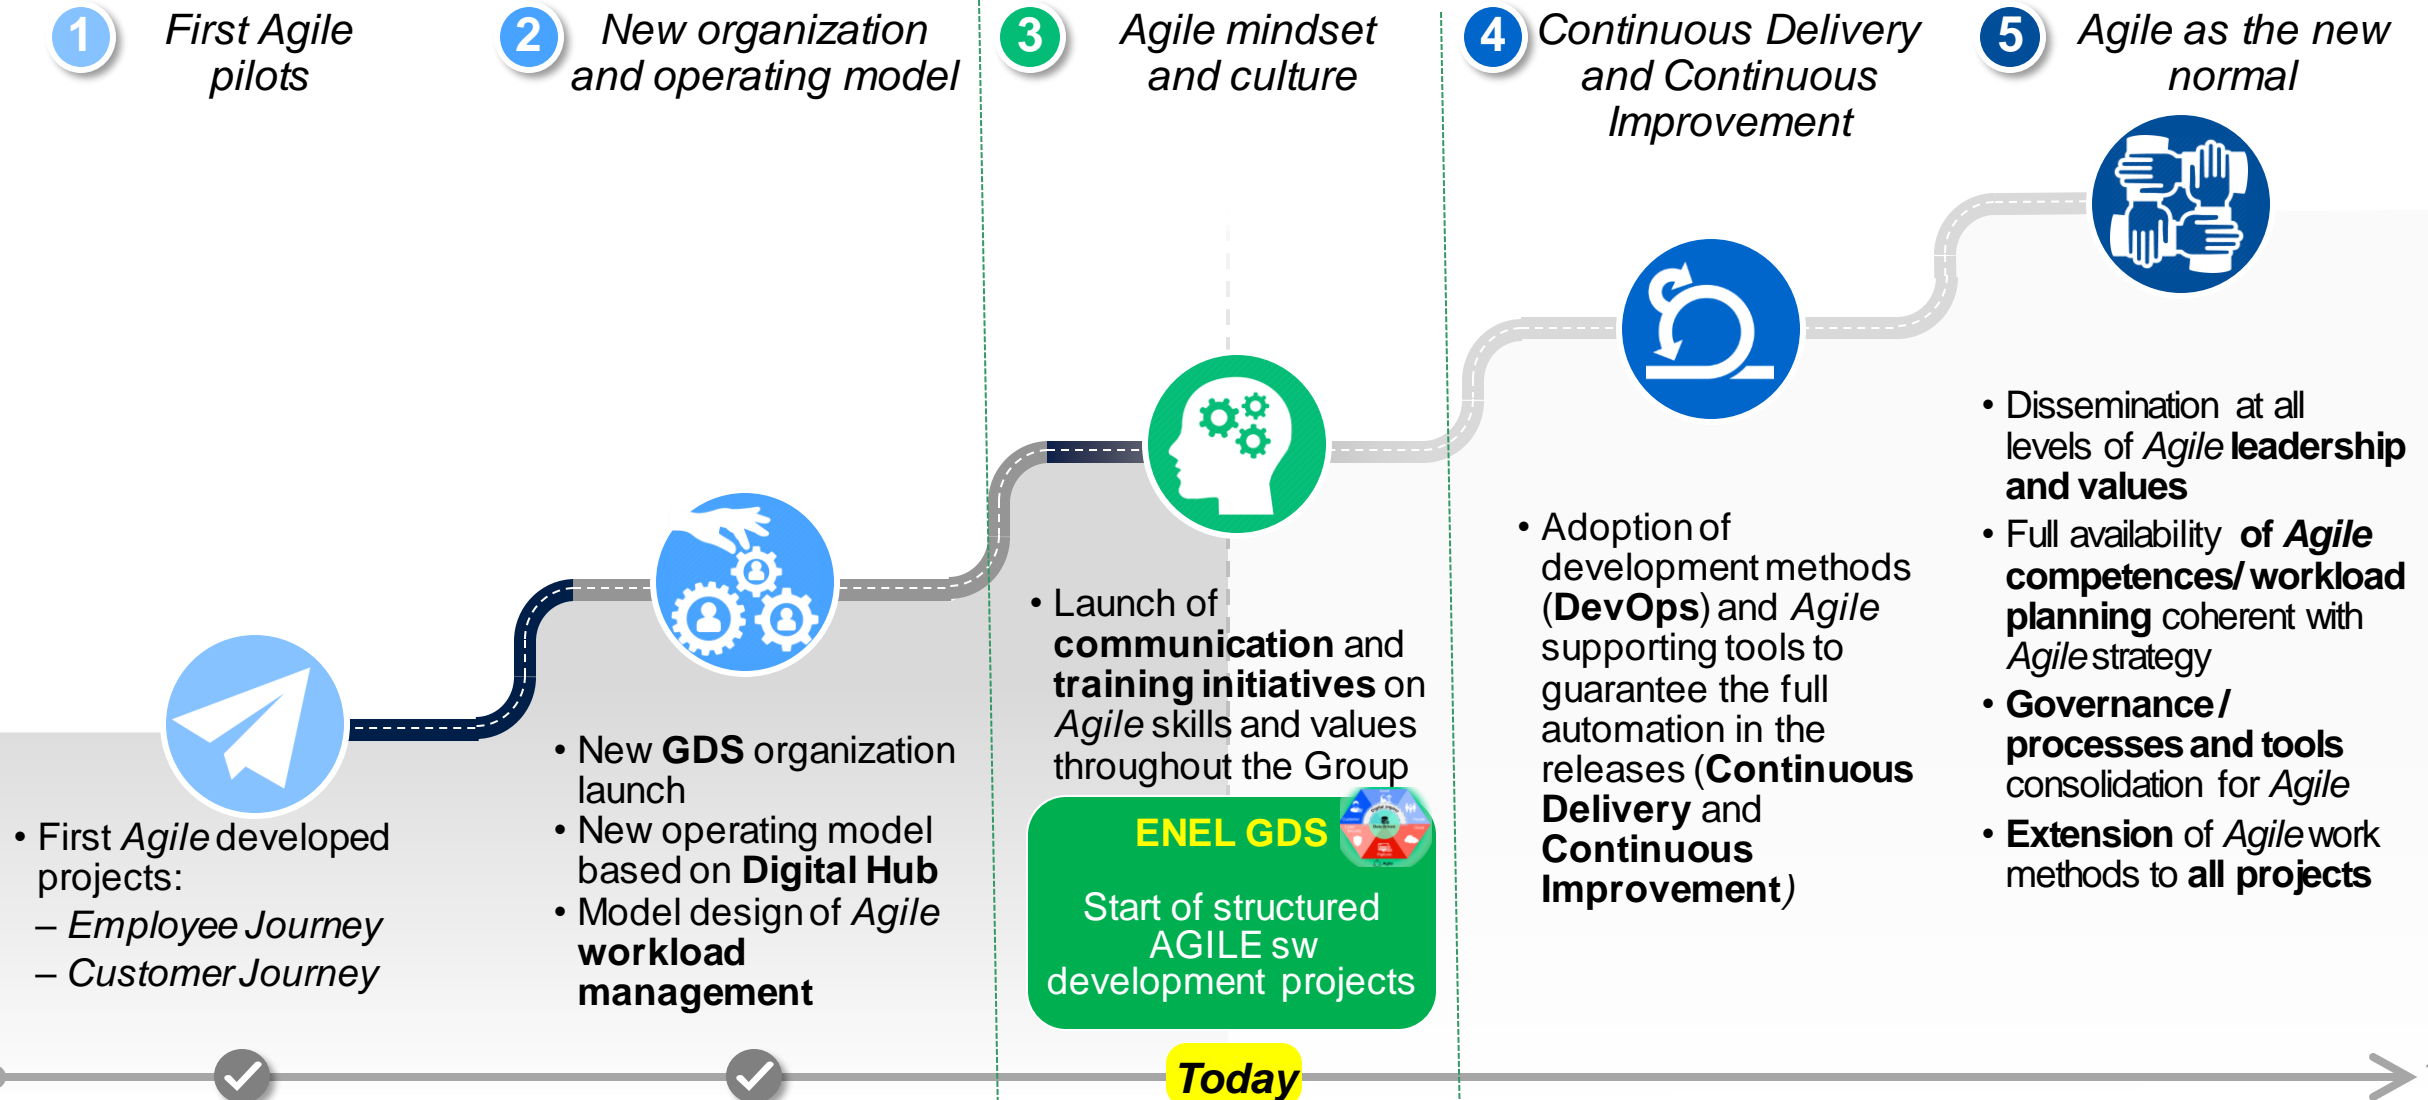 1
First Agile
pilots
2
New organization
and operating model
3
Agile mindset
and culture
4
Continuous Delivery
and Continuous
Improvement
5
Agile as the new
normal
• First Agile developed
projects:
– Employee Journey
– Customer Journey
• New GDS organization
launch
• New operating model
based on Digital Hub
• Model design of Agile
workload
management
• Launch of
communication and
training initiatives on
Agile skills and values
throughout the Group
ENEL GDS
Start of structured
AGILE sw
development projects
• Adoption of
development methods
(DevOps) and Agile
supporting tools to
guarantee the full
automation in the
releases (Continuous
Delivery and
Continuous
Improvement)
• Dissemination at all
levels of Agile leadership
and values
• Full availability of Agile
competences/ workload
planning coherent with
Agile strategy
• Governance /
processes and tools
consolidation for Agile
• Extension of Agile work
methods to all projects
Today